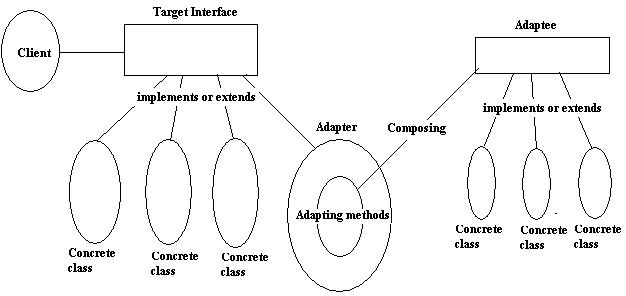 Target Interface
Adaptee
Client
implements or extends
implements or extends
Adapter
Composing
Adapting methods
Concrete
class
Concrete
class
Concrete
class
Concrete
class
Concrete
class
Concrete
class